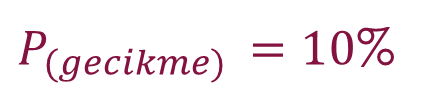 P(gecikme) = 10%